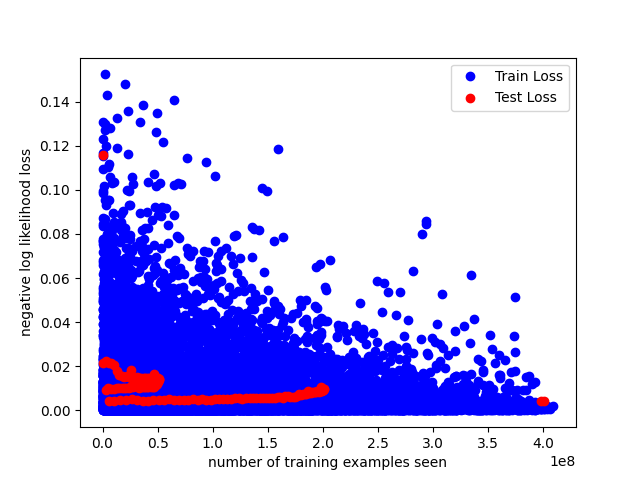 Train Loss
Test Loss
0.14
0.12
0.10
0.08
0.06
0.04
0.02
0.00
negative log likelihood loss
0.0 0.5 1.0 1.5 2.0 2.5 3.0 3.5 4.0
1e8
number of training examples seen